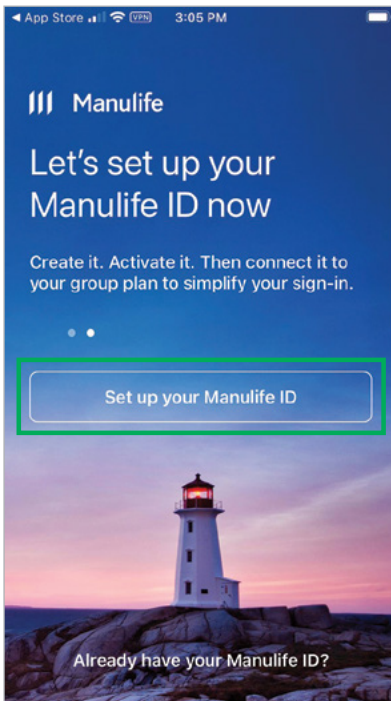 App Store VPN 3:05 PM
Manulife
Let's set up your
Manulife ID now
Create it. Activate it. Then connect it to
your group plan to simplify your sign-in.
Set up your Manulife ID
Already have your Manulife ID?